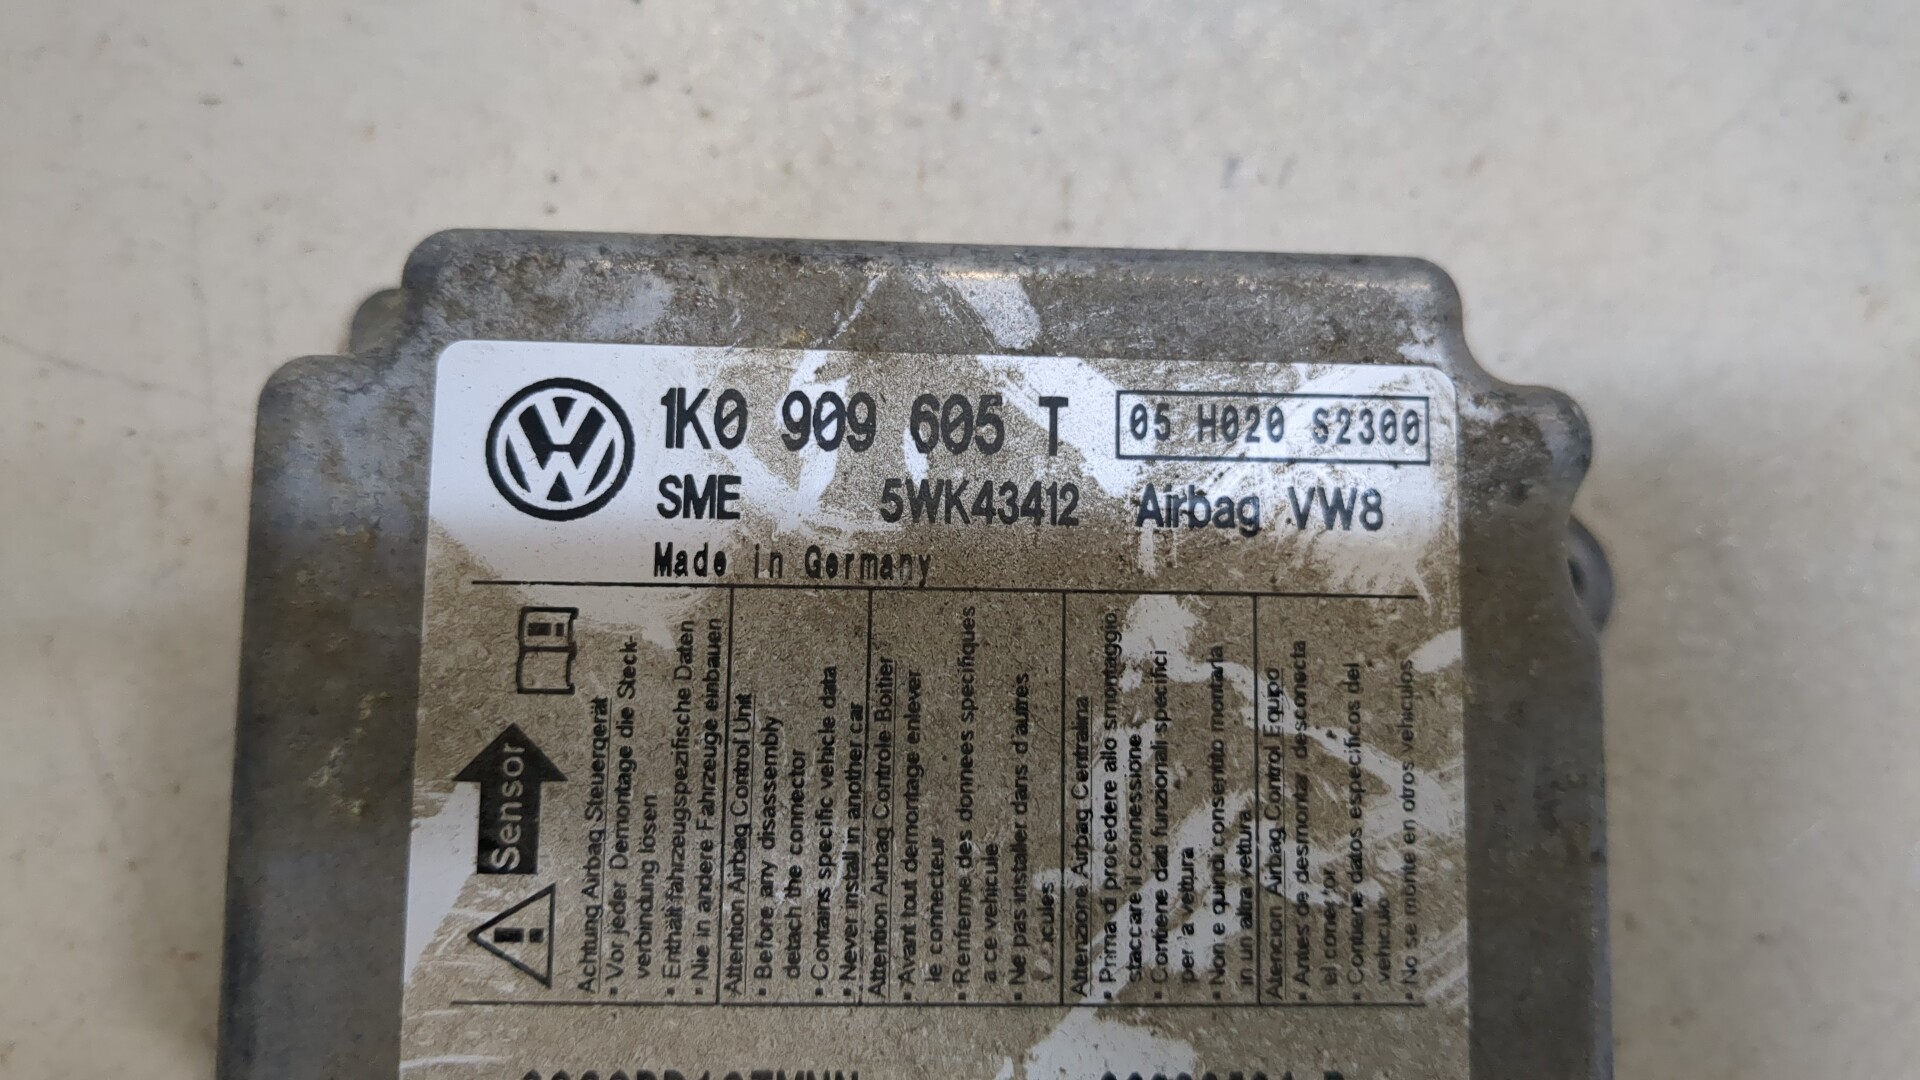 1K0 909 605 T 05 H020 S2300
SME 5WK43412 Airbag VW8
Made in Germany
Sensor
Achtung Airbag Steuergerät
• Vor jeder Demontage die Steck-
verbindung lösen
• Enthält fahrzeugspezifische Daten
• Nie in andere Fahrzeuge einbauen
Attention Airbag Control Unit
• Before any disassembly
detach the connector
• Contains specific vehicle data
• Never install in another car
Attention Airbag Controle Boitier
• Avant tout demontage enlever
le connecteur
• Renferme des donnees specifiques
a ce vehicule
• Ne pas installer dans d'autres
Attenzione Airbag Centralina
• Prima di procedere allo smontaggio
staccare il connessione
• Contiene dati funzionali specifici
per a vettura
• Non e quindi consentito montarla
in un altra vettura
Atencion Airbag Control Equipo
• Antes de desmontar desconecta
el
• Contiene datos especificos del
vehiculo
• No se monte en otros vehiculos